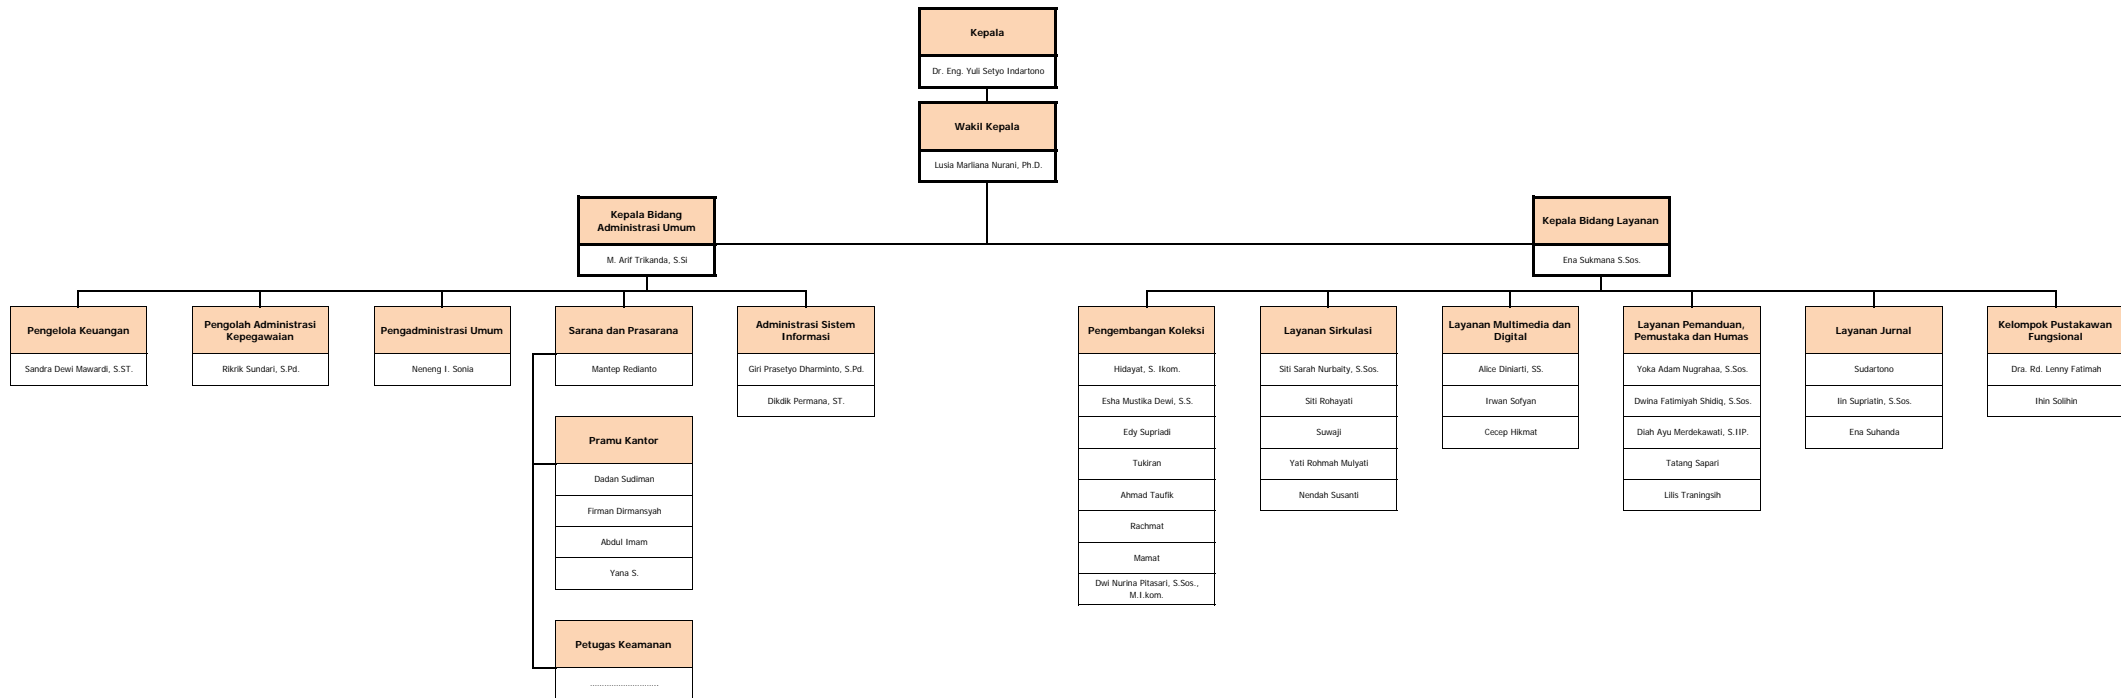 Kepala
Dr. Eng. Yuli Setyo Indartono
Wakil Kepala
Lusia Marliana Nurani, Ph.D.
Kepala Bidang
Administrasi Umum
M. Arif Trikanda, S.Si
Kepala Bidang Layanan
Ena Sukmana S.Sos.
Pengelola Keuangan
Sandra Dewi Mawardi, S.ST.
Pengolah Administrasi
Kepegawaian
Rikrik Sundari, S.Pd.
Pengadministrasi Umum
Neneng I. Sonia
Sarana dan Prasarana
Mantep Redianto
Pramu Kantor
Dadan Sudiman
Firman Dirmansyah
Abdul Imam
Yana S.
Petugas Keamanan
............................
Administrasi Sistem
Informasi
Giri Prasetyo Dharminto, S.Pd.
Dikdik Permana, ST.
Pengembangan Koleksi
Hidayat, S. Ikom.
Esha Mustika Dewi, S.S.
Edy Supriadi
Tukiran
Ahmad Taufik
Rachmat
Mamat
Dwi Nurina Pitasari, S.Sos.,
M.I.kom.
Layanan Sirkulasi
Siti Sarah Nurbaity, S.Sos.
Siti Rohayati
Suwaji
Yati Rohmah Mulyati
Nendah Susanti
Layanan Multimedia dan
Digital
Alice Diniarti, SS.
Irwan Sofyan
Cecep Hikmat
Layanan Pemanduan,
Pemustaka dan Humas
Yoka Adam Nugrahaa, S.Sos.
Dwina Fatimiyah Shidiq, S.Sos.
Diah Ayu Merdekawati, S.IIP.
Tatang Sapari
Lilis Traningsih
Layanan Jurnal
Sudartono
Iin Supriatin, S.Sos.
Ena Suhanda
Kelompok Pustakawan
Fungsional
Dra. Rd. Lenny Fatimah
Ihin Solihin